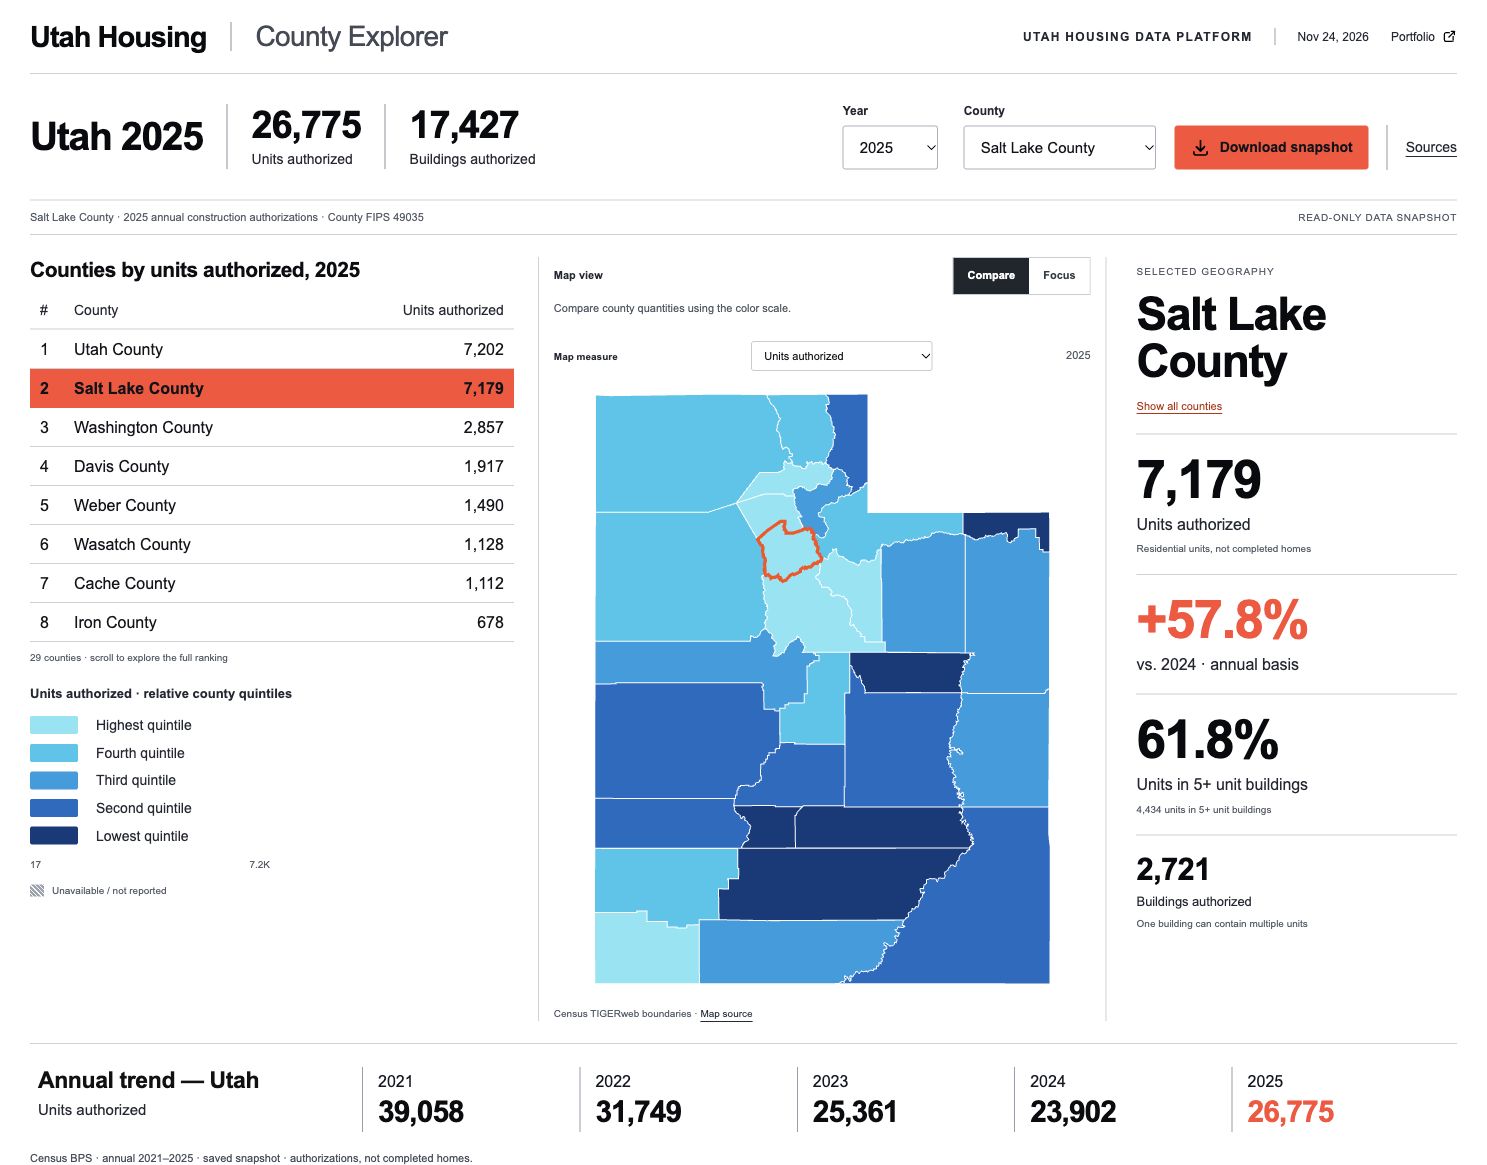 Utah Housing
County Explorer
UTAH HOUSING DATA PLATFORM
Nov 24, 2026
Portfolio
Utah 2025
26,775
Units authorized
17,427
Buildings authorized
Year
2025
County
Salt Lake County
Download snapshot
Sources
Salt Lake County · 2025 annual construction authorizations · County FIPS 49035
READ-ONLY DATA SNAPSHOT
Counties by units authorized, 2025
# County Units authorized
1 Utah County 7,202
2 Salt Lake County 7,179
3 Washington County 2,857
4 Davis County 1,917
5 Weber County 1,490
6 Wasatch County 1,128
7 Cache County 1,112
8 Iron County 678
29 counties · scroll to explore the full ranking
Units authorized · relative county quintiles
Highest quintile
Fourth quintile
Third quintile
Second quintile
Lowest quintile
17 7.2K
Unavailable / not reported
Map view
Compare Focus
Compare county quantities using the color scale.
Map measure
Units authorized
2025
Census TIGERweb boundaries · Map source
SELECTED GEOGRAPHY
Salt Lake
County
Show all counties
7,179
Units authorized
Residential units, not completed homes
+57.8%
vs. 2024 · annual basis
61.8%
Units in 5+ unit buildings
4,434 units in 5+ unit buildings
2,721
Buildings authorized
One building can contain multiple units
Annual trend — Utah
Units authorized
2021
39,058
2022
31,749
2023
25,361
2024
23,902
2025
26,775
Census BPS · annual 2021–2025 · saved snapshot · authorizations, not completed homes.